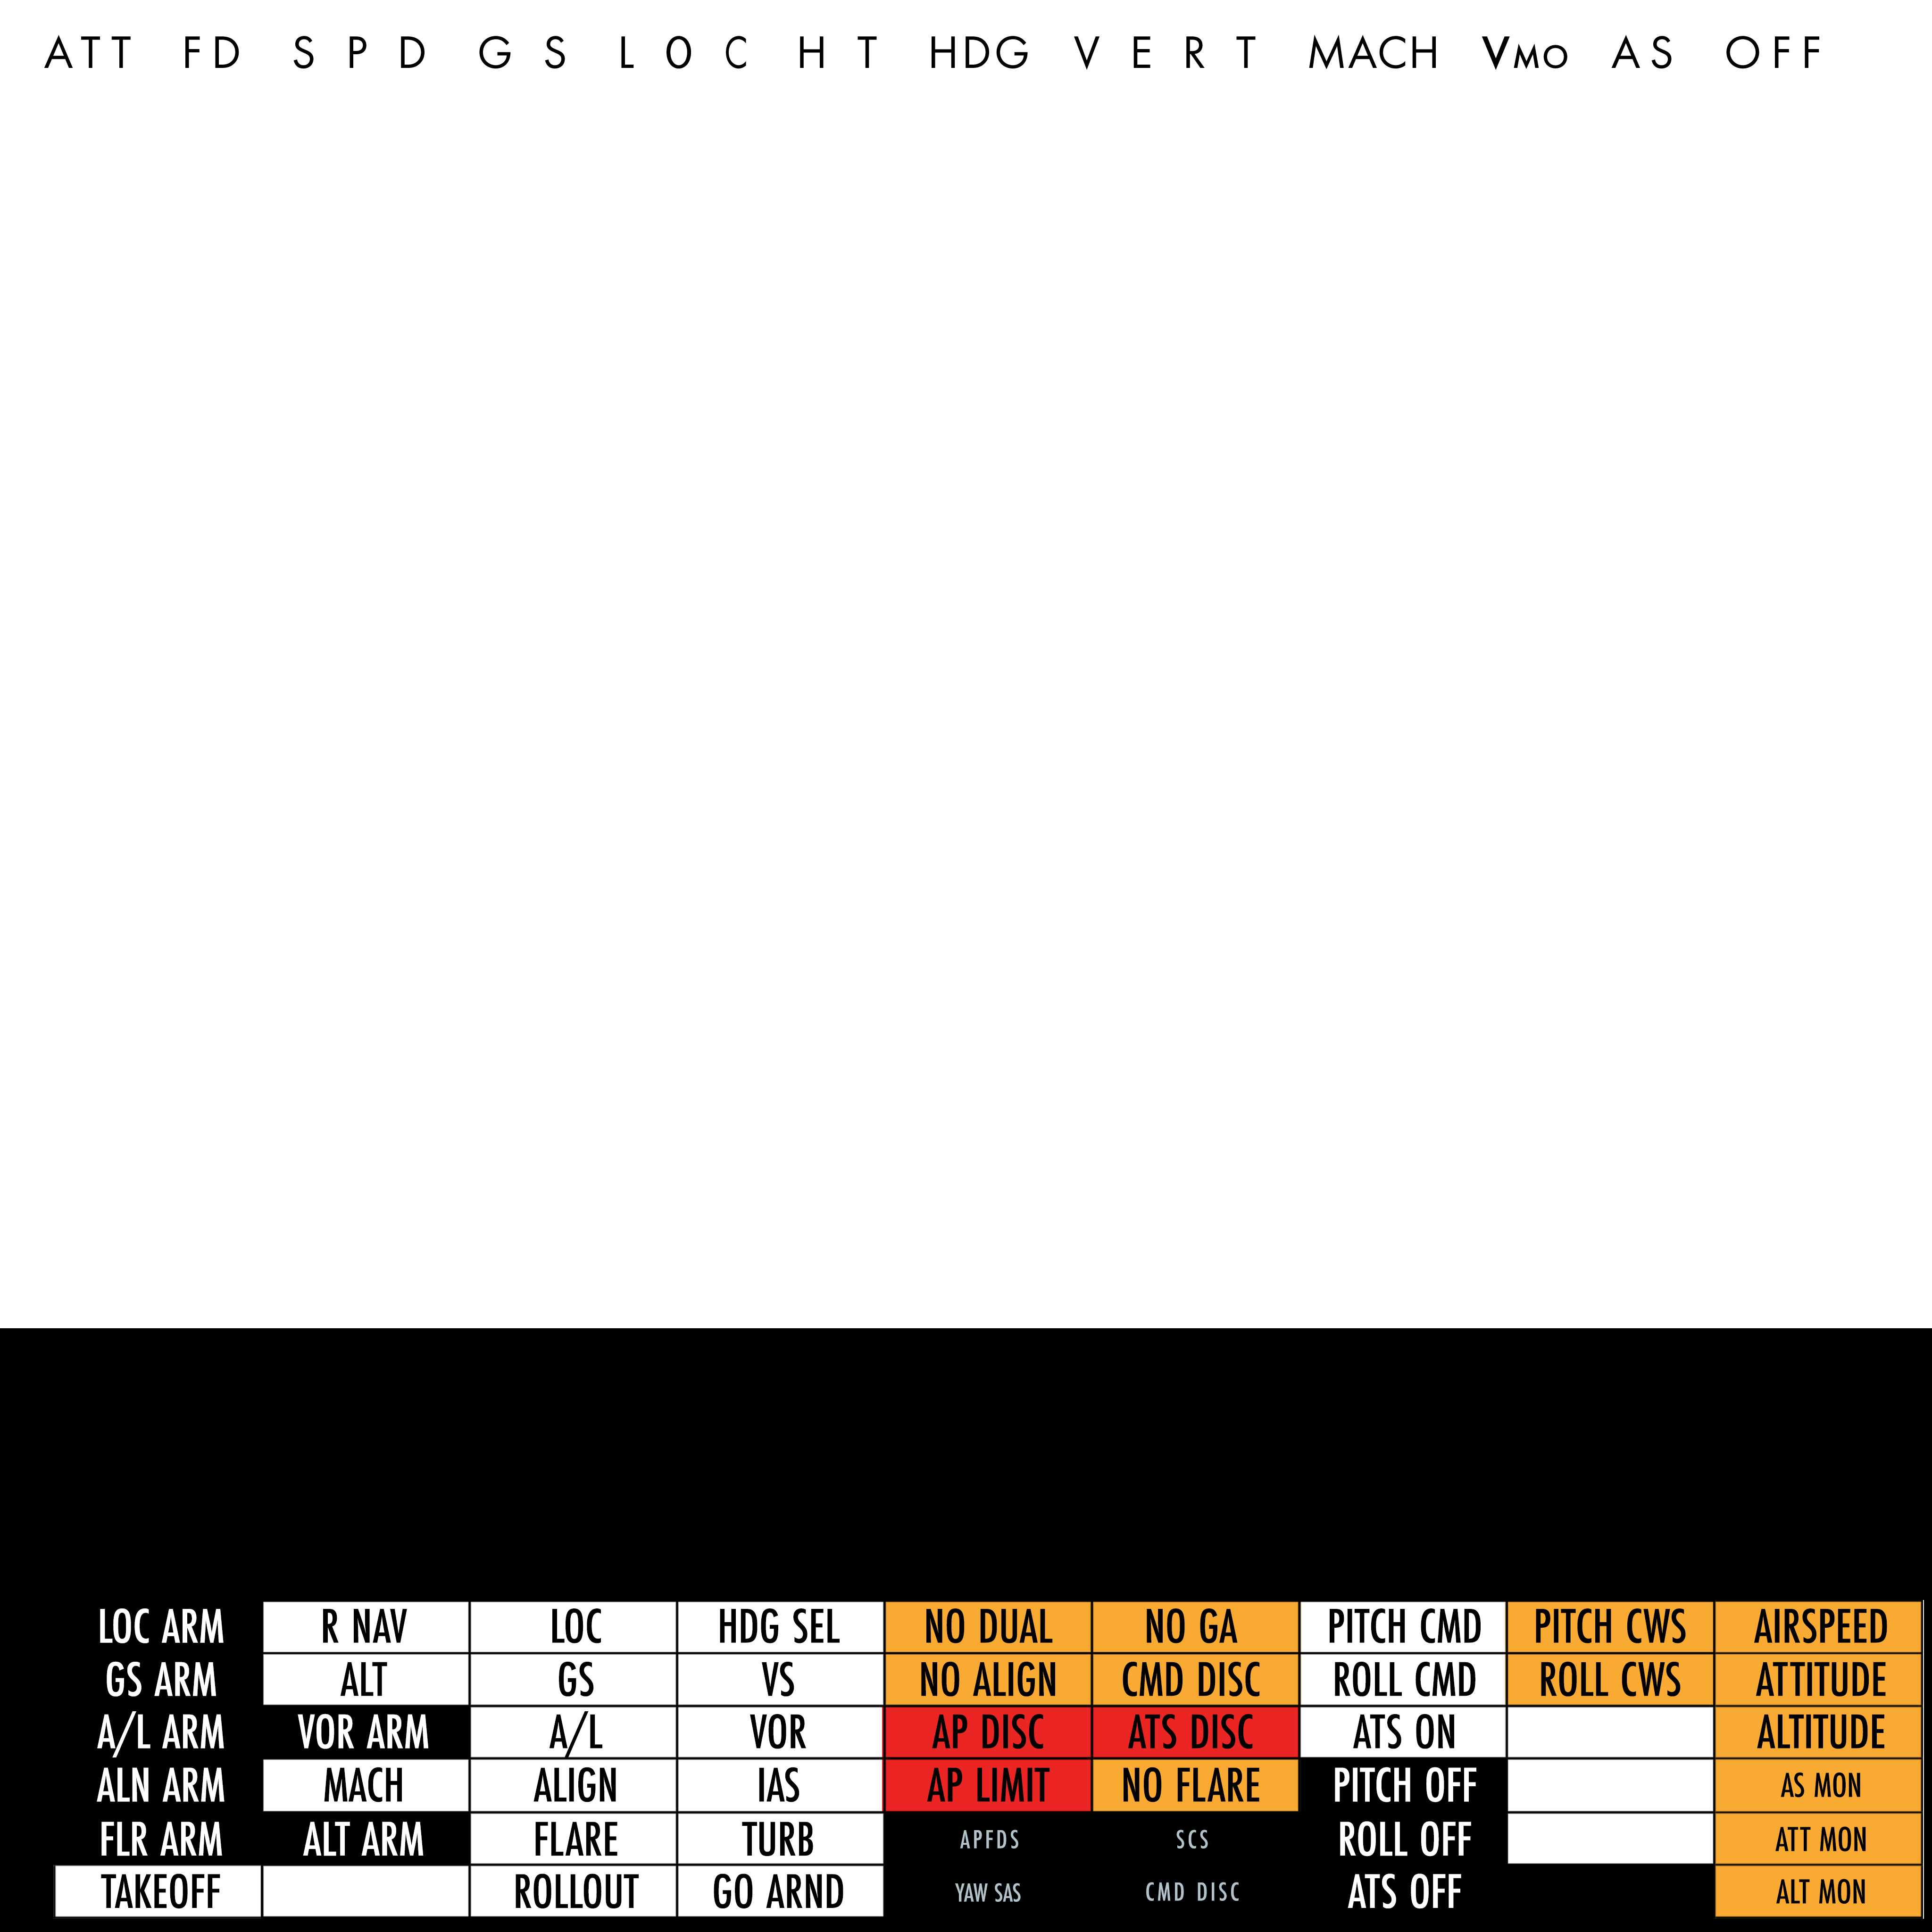 ATT FD SPD GS LOC HT HDG VERT MACH VMO AS OFF
LOC ARM R NAV LOC HDG SEL NO DUAL NO GA PITCH CMD PITCH CWS AIRSPEED
GS ARM ALT GS VS NO ALIGN CMD DISC ROLL CMD ROLL CWS ATTITUDE
A/L ARM VOR ARM A/L VOR AP DISC ATS DISC ATS ON ALTITUDE
ALN ARM MACH ALIGN IAS AP LIMIT NO FLARE PITCH OFF AS MON
FLR ARM ALT ARM FLARE TURB APFDS SCS ROLL OFF ATT MON
TAKEOFF ROLLOUT GO ARND YAW SAS CMD DISC ATS OFF ALT MON